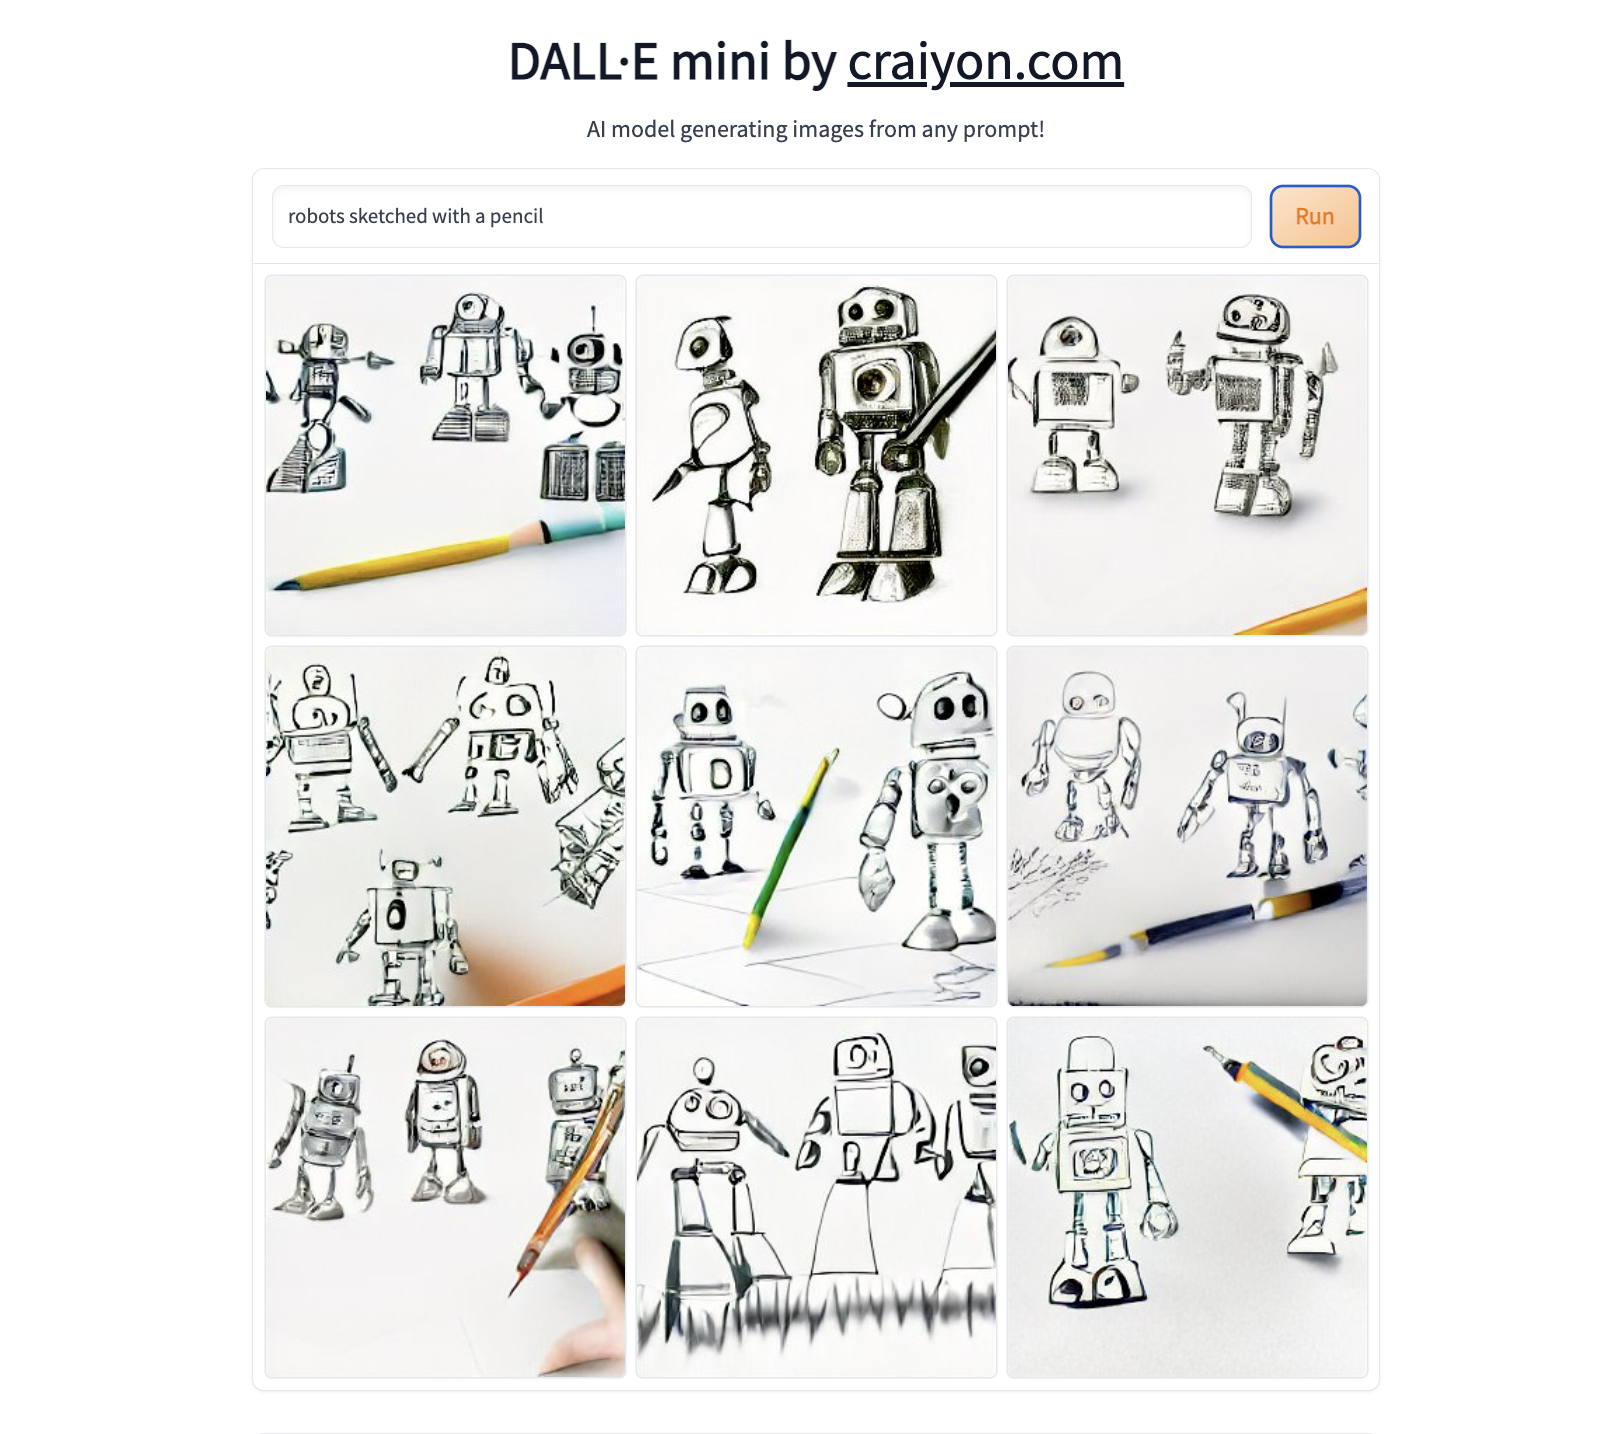 DALL·E mini by craiyon.com
AI model generating images from any prompt!
robots sketched with a pencil
Run